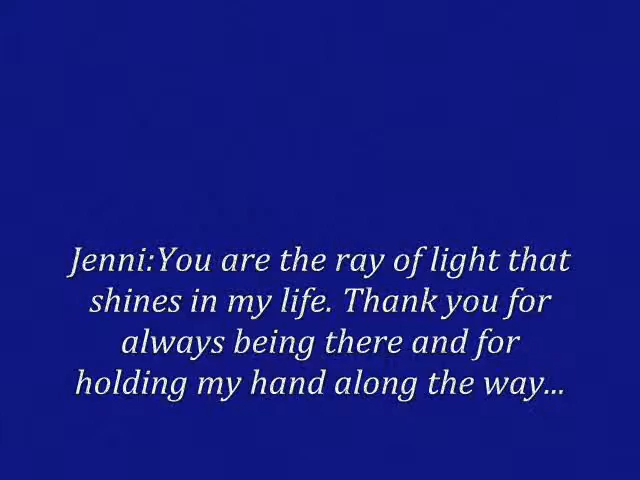 Jenni:You are the ray of light that
shines in my life. Thank you for
always being there and for
holding my hand along the way...